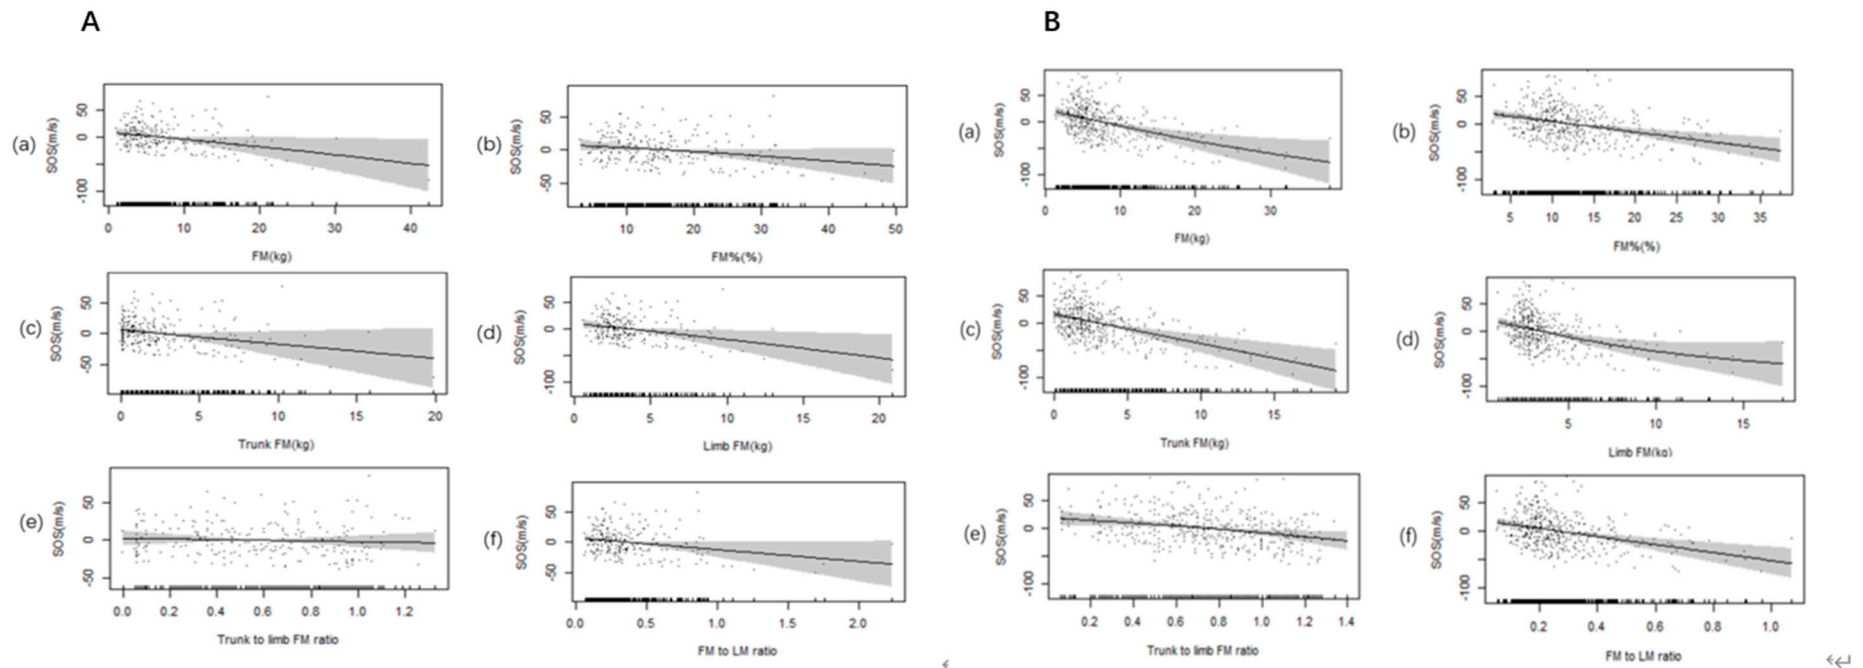 A
B
(a)
SOS(m/s)
50
0
-100
0 10 20 30 40
FM(kg)
(b)
SOS(m/s)
50
0
-50
10 20 30 40 50
FM%(%)
(a)
SOS(m/s)
50
0
-100
0 10 20 30
FM(kg)
(b)
SOS(m/s)
50
0
-100
5 10 15 20 25 30 35
FM%(%)
(c)
SOS(m/s)
50
0
-50
0 5 10 15 20
Trunk FM(kg)
(d)
SOS(m/s)
50
0
-100
0 5 10 15 20
Limb FM(kg)
(c)
SOS(m/s)
50
0
-100
0 5 10 15
Trunk FM(kg)
(d)
SOS(m/s)
50
0
-100
5 10 15
Limb FM(kg)
(e)
SOS(m/s)
50
0
-50
0.0 0.2 0.4 0.6 0.8 1.0 1.2
Trunk to limb FM ratio
(f)
SOS(m/s)
50
0
-50
0.0 0.5 1.0 1.5 2.0
FM to LM ratio
(e)
SOS(m/s)
50
0
-100
0.2 0.4 0.6 0.8 1.0 1.2 1.4
Trunk to limb FM ratio
(f)
SOS(m/s)
50
0
-100
0.2 0.4 0.6 0.8 1.0
FM to LM ratio